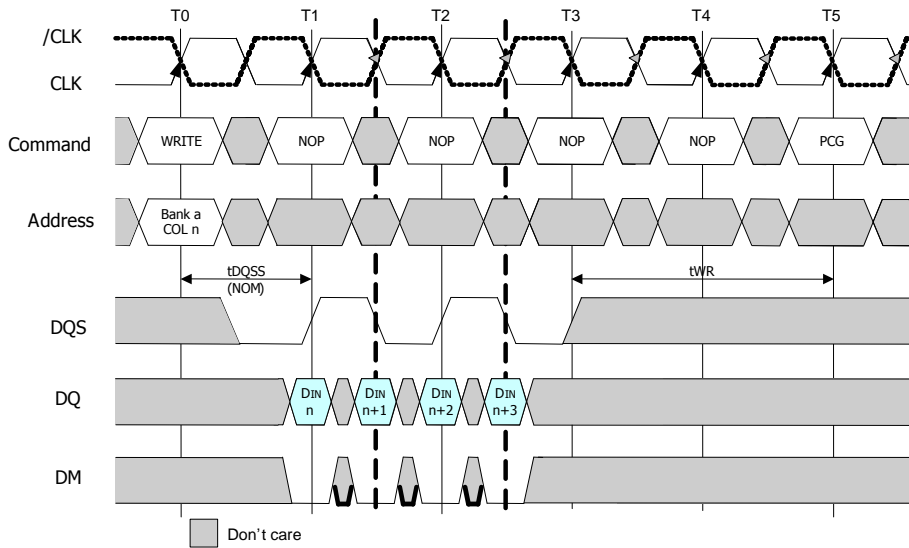 T0 T1 T2 T3 T4 T5
/CLK
CLK
Command WRITE NOP NOP NOP NOP PCG
Address Bank a
COL n
tDQSS
(NOM)
tWR
DQS
DQ DIN DIN DIN DIN
n n+1 n+2 n+3
DM
Don't care